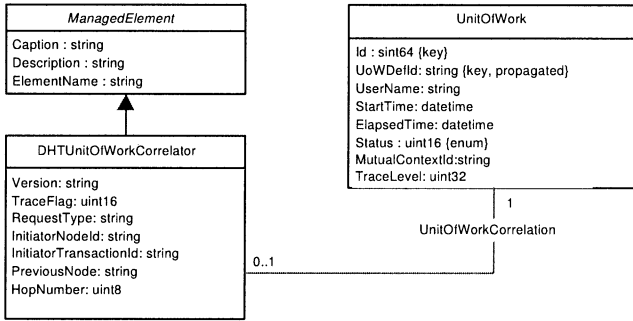 ManagedElement
Caption : string
Description : string
ElementName : string
DHTUnitOfWorkCorrelator
Version: string
TraceFlag: uint16
RequestType: string
InitiatorNodeId: string
InitiatorTransactionId: string
PreviousNode: string
HopNumber: uint8
UnitOfWork
Id : sint64 {key}
UoWDefId: string {key, propagated}
UserName: string
StartTime: datetime
ElapsedTime: datetime
Status : uint16 {enum}
MutualContextId:string
TraceLevel: uint32
1
UnitOfWorkCorrelation
0..1